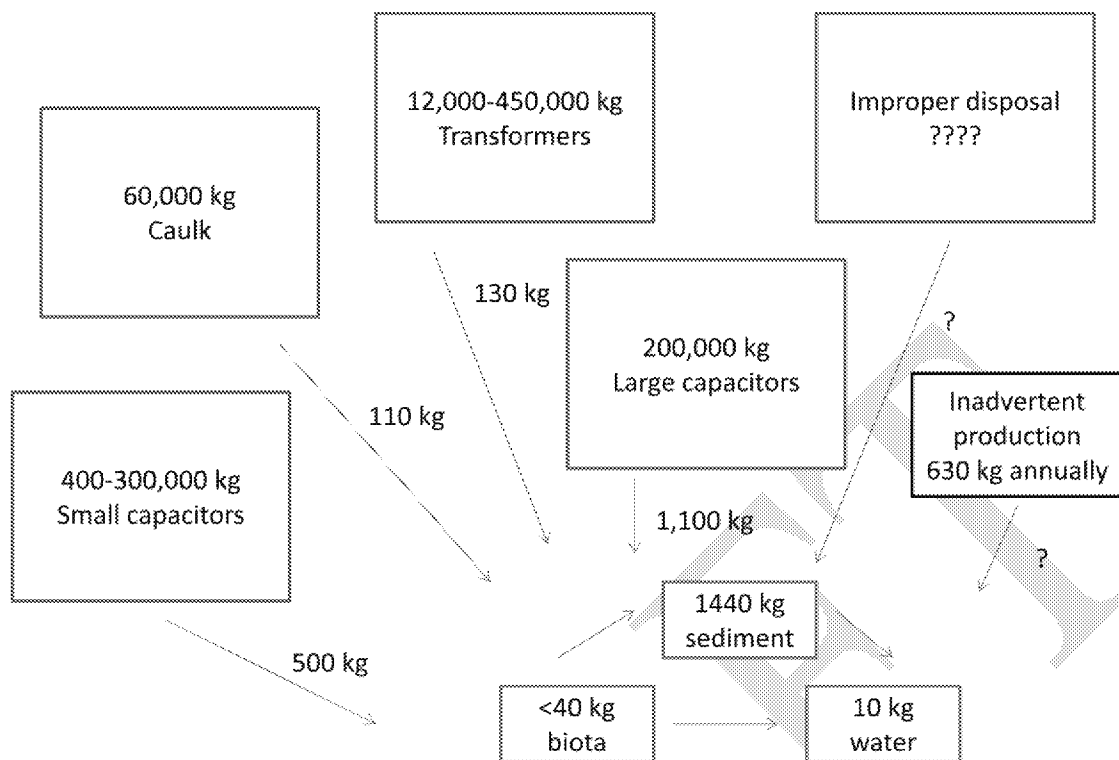 12,000-450,000 kg
Transformers
Improper disposal
????
60,000 kg
Caulk
130 kg
?
200,000 kg
Large capacitors
Inadvertent
production
630 kg annually
110 kg
400-300,000 kg
Small capacitors
1,100 kg
?
1440 kg
sediment
500 kg
<40 kg
biota
10 kg
water